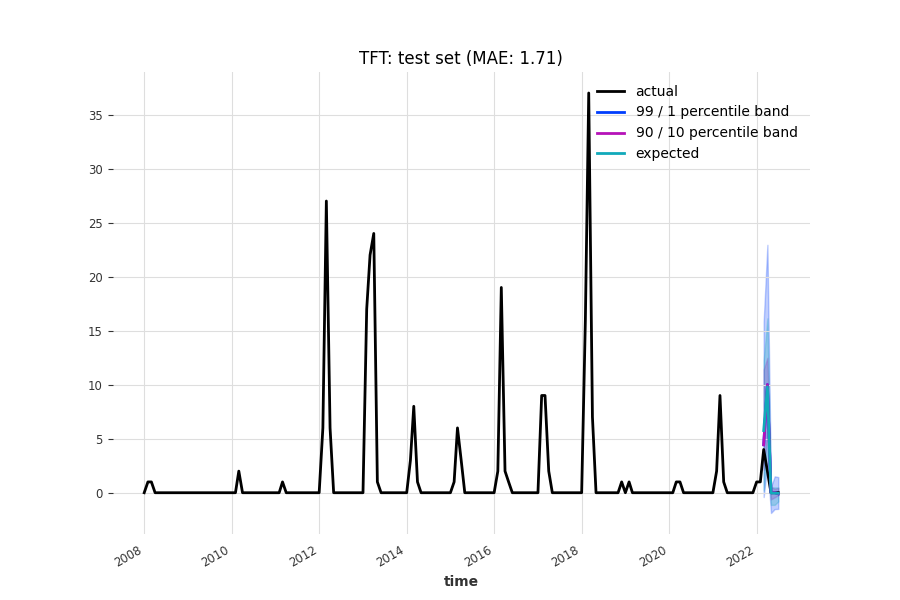 TFT: test set (MAE: 1.71)
actual
99 / 1 percentile band
90 / 10 percentile band
expected
35
30
25
20
15
10
5
0
2008
2010
2012
2014
2016
2018
2020
2022
time